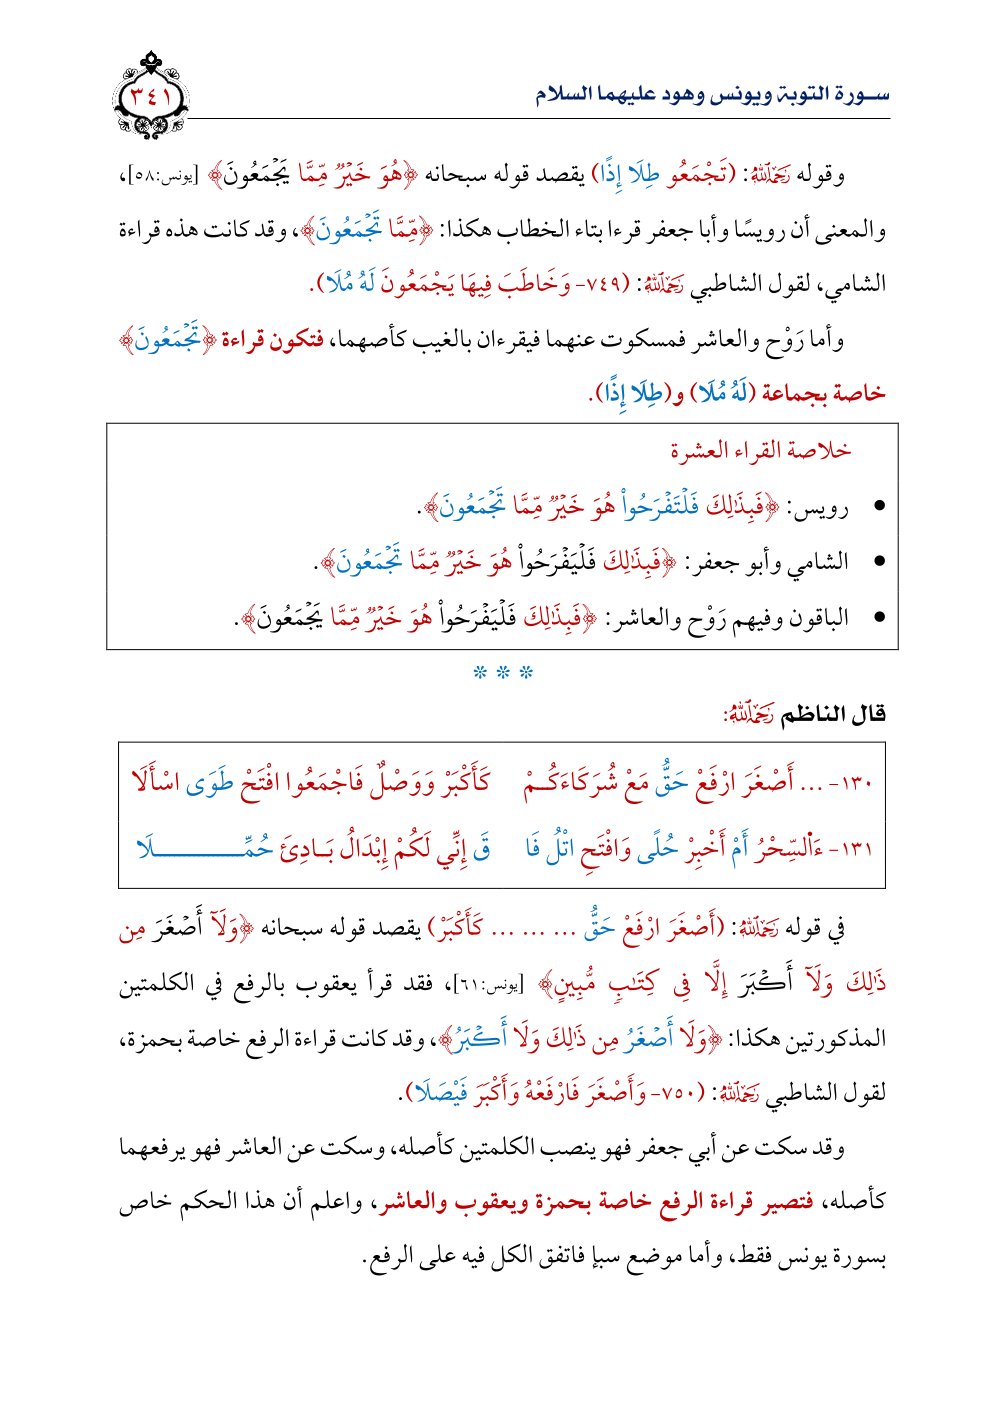 سورة التوبة ويونس وهود عليهما السلام
٣٤١
وقوله رَحِمَهُ ٱللَّهُ: (تَجْمَعُو طِلَا إِذًا) يقصد قوله سبحانه ﴿هُوَ خَيْرٌ مِّمَّا يَجْمَعُونَ﴾ [يونس:٥٨]،
والمعنى أن رويسًا وأبا جعفر قرءا بتاء الخطاب هكذا: ﴿مِّمَّا تَجْمَعُونَ﴾، وقد كانت هذه قراءة
الشامي، لقول الشاطبي رَحِمَهُ ٱللَّهُ: (٧٤٩- وَخَاطَبَ فِيهَا يَجْمَعُونَ لَهُ مُلَا).
وأما رَوْح والعاشر فمسكوت عنهما فيقرءان بالغيب كأصهما، فتكون قراءة ﴿تَجْمَعُونَ﴾
خاصة بجماعة (لَهُ مُلَا) و(طِلَا إِذًا).
خلاصة القراء العشرة
• رويس: ﴿فَبِذَٰلِكَ فَلْتَفْرَحُوا۟ هُوَ خَيْرٌ مِّمَّا تَجْمَعُونَ﴾.
• الشامي وأبو جعفر: ﴿فَبِذَٰلِكَ فَلْيَفْرَحُوا۟ هُوَ خَيْرٌ مِّمَّا تَجْمَعُونَ﴾.
• الباقون وفيهم رَوْح والعاشر: ﴿فَبِذَٰلِكَ فَلْيَفْرَحُوا۟ هُوَ خَيْرٌ مِّمَّا يَجْمَعُونَ﴾.
* * *
قال الناظم رَحِمَهُ ٱللَّهُ:
١٣٠- ... أَصْغَرَ ارْفَعْ حَقُّ مَعْ شُرَكَاءَكُمْ كَأَكْبَرْ وَوَصْلٌ فَاجْمَعُوا افْتَحْ طَوَى اسْأَلَا
١٣١- ءَالْسِّحْرُ أَمْ أَخْبِرْ حُلًى وَافْتَحِ اتْلُ فَا قَ إِنِّي لَكُمْ إِبْدَالُ بَادِئَ حُمِّلَا
في قوله رَحِمَهُ ٱللَّهُ: (أَصْغَرَ ارْفَعْ حَقُّ ... ... ... كَأَكْبَرْ) يقصد قوله سبحانه ﴿وَلَآ أَصْغَرَ مِن
ذَٰلِكَ وَلَآ أَكْبَرَ إِلَّا فِى كِتَٰبٍ مُّبِينٍ﴾ [يونس:٦١]، فقد قرأ يعقوب بالرفع في الكلمتين
المذكورتين هكذا: ﴿وَلَا أَصْغَرُ مِن ذَٰلِكَ وَلَا أَكْبَرُ﴾، وقد كانت قراءة الرفع خاصة بحمزة،
لقول الشاطبي رَحِمَهُ ٱللَّهُ: (٧٥٠- وَأَصْغَرَ فَارْفَعْهُ وَأَكْبَرَ فَيْصَلَا).
وقد سكت عن أبي جعفر فهو ينصب الكلمتين كأصله، وسكت عن العاشر فهو يرفعهما
كأصله، فتصير قراءة الرفع خاصة بحمزة ويعقوب والعاشر، واعلم أن هذا الحكم خاص
بسورة يونس فقط، وأما موضع سبإ فاتفق الكل فيه على الرفع.